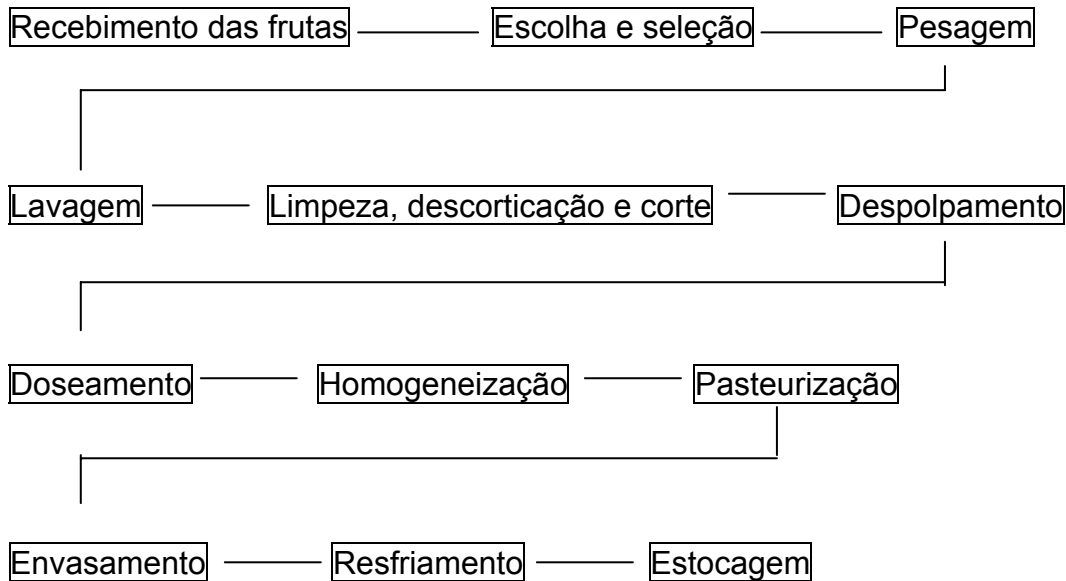 Recebimento das frutas Escolha e seleção Pesagem
Lavagem Limpeza, descorticação e corte Despolpamento
Doseamento Homogeneização Pasteurização
Envasamento Resfriamento Estocagem